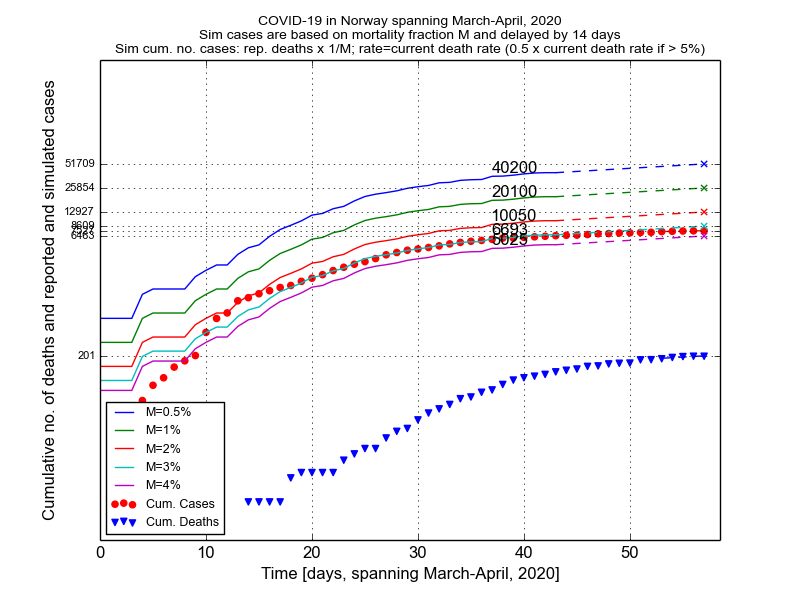 COVID-19 in Norway spanning March-April, 2020
Sim cases are based on mortality fraction M and delayed by 14 days
Sim cum. no. cases: rep. deaths x 1/M; rate=current death rate (0.5 x current death rate if > 5%)
Cumulative no. of deaths and reported and simulated cases
51709
25854
12927
6463
201
40200
20100
10050
6693
5025
M=0.5%
M=1%
M=2%
M=3%
M=4%
Cum. Cases
Cum. Deaths
0
10
20
30
40
50
Time [days, spanning March-April, 2020]